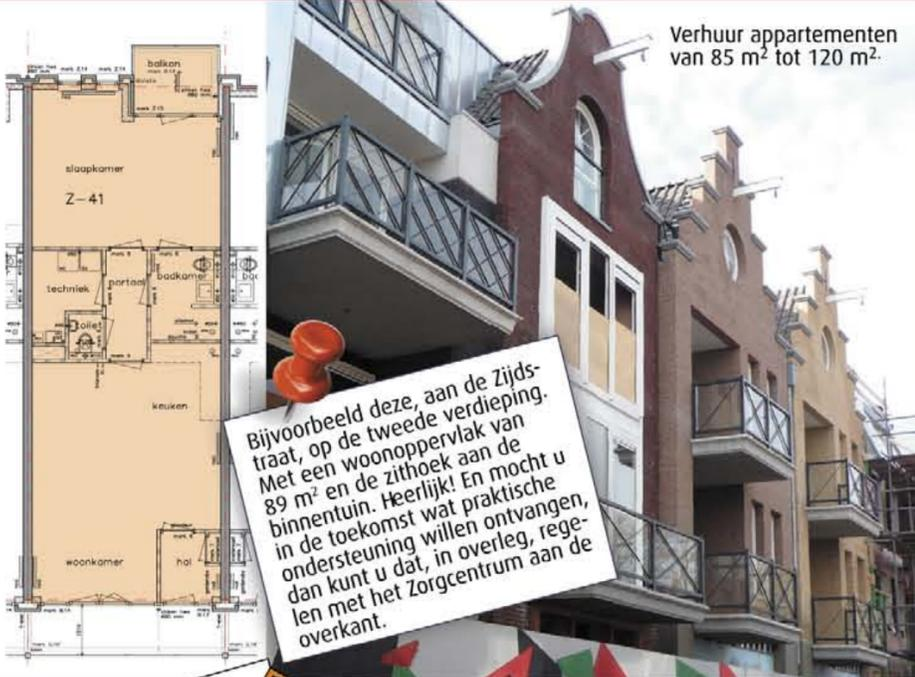 Verhuur appartementen
van 85 m² tot 120 m².
balkon
slaapkamer
Z-41
techniek
portaal
badkamer
toilet
keuken
woonkamer
hal
Bijvoorbeeld deze, aan de Zijds-
traat, op de tweede verdieping.
Met een woonoppervlak van
89 m² en de zithoek aan de
binnentuin. Heerlijk! En mocht u
in de toekomst wat praktische
ondersteuning willen ontvangen,
dan kunt u dat, in overleg, rege-
len met het Zorgcentrum aan de
overkant.